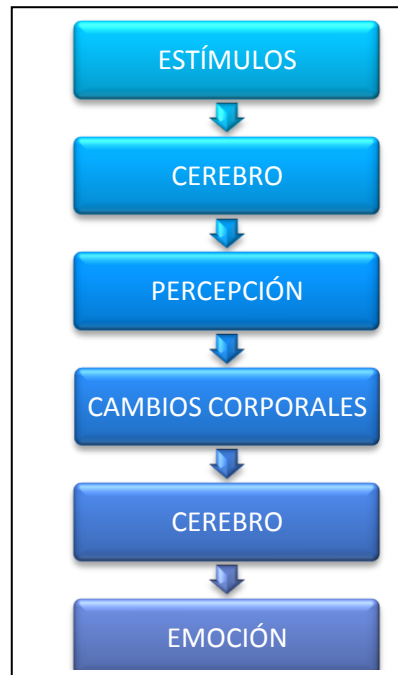 ESTÍMULOS
CEREBRO
PERCEPCIÓN
CAMBIOS CORPORALES
CEREBRO
EMOCIÓN